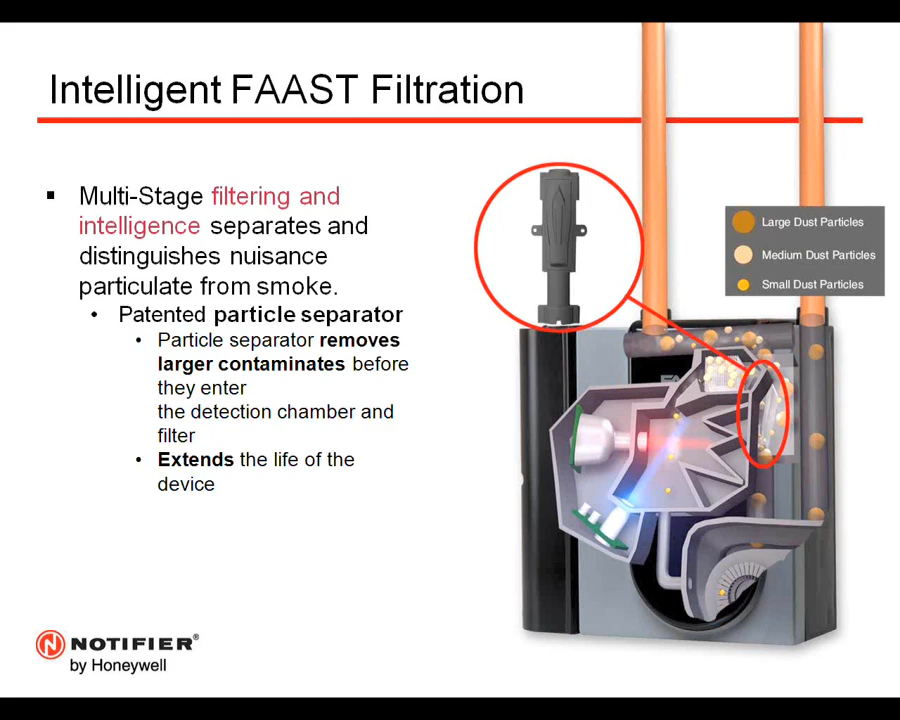 Intelligent FAAST Filtration
▪ Multi-Stage filtering and
intelligence separates and
distinguishes nuisance
particulate from smoke.
• Patented particle separator
• Particle separator removes
larger contaminates before
they enter
the detection chamber and
filter
• Extends the life of the
device
Large Dust Particles
Medium Dust Particles
Small Dust Particles
NOTIFIER®
by Honeywell